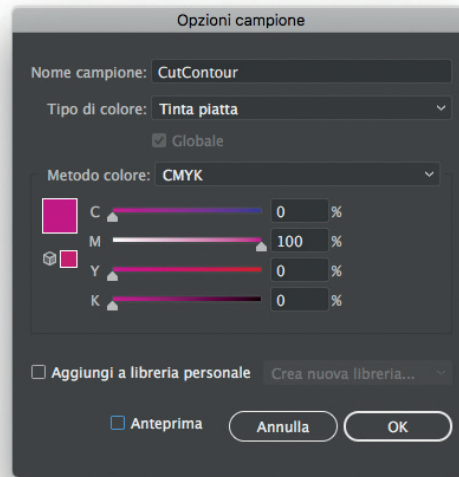 Opzioni campione
Nome campione: CutContour
Tipo di colore: Tinta piatta
Globale
Metodo colore: CMYK
C 0 %
M 100 %
Y 0 %
K 0 %
Aggiungi a libreria personale Crea nuova libreria...
Anteprima Annulla OK